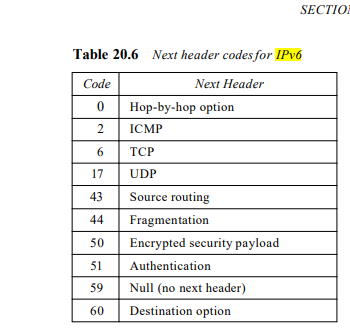 SECTIO
Table 20.6 Next header codes for IPv6
Code Next Header
0 Hop-by-hop option
2 ICMP
6 TCP
17 UDP
43 Source routing
44 Fragmentation
50 Encrypted security payload
51 Authentication
59 Null (no next header)
60 Destination option